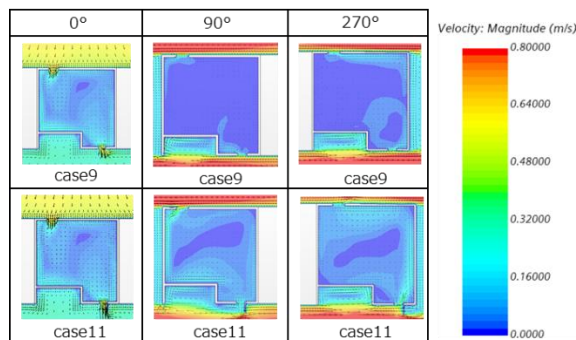 0° 90° 270°
Velocity: Magnitude (m/s)
0.80000
0.64000
0.48000
0.32000
0.16000
0.0000
case9 case9 case9
case11 case11 case11